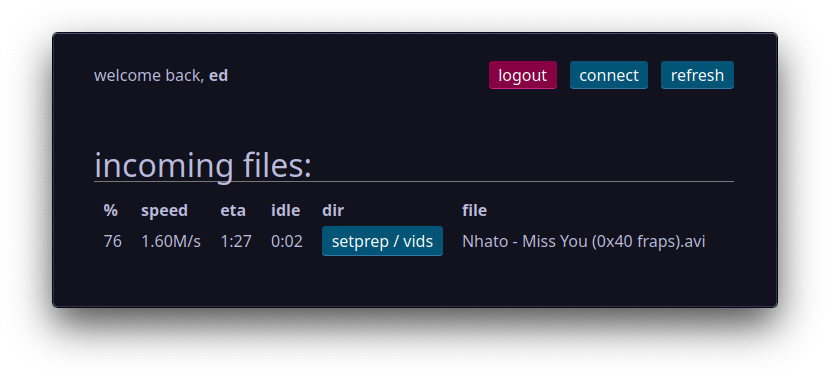 welcome back, ed logout connect refresh
incoming files:
% speed eta idle dir file
76 1.60M/s 1:27 0:02 setprep / vids Nhato - Miss You (0x40 fraps).avi